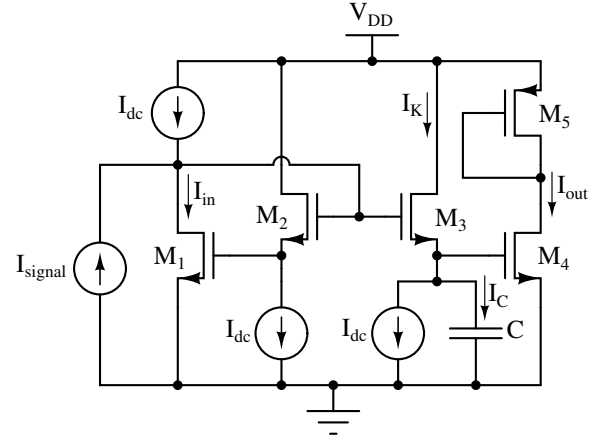 V_DD
I_dc
I_K
M_5
I_in
I_out
M_2
M_3
M_1
M_4
I_signal
I_C
I_dc
I_dc
C